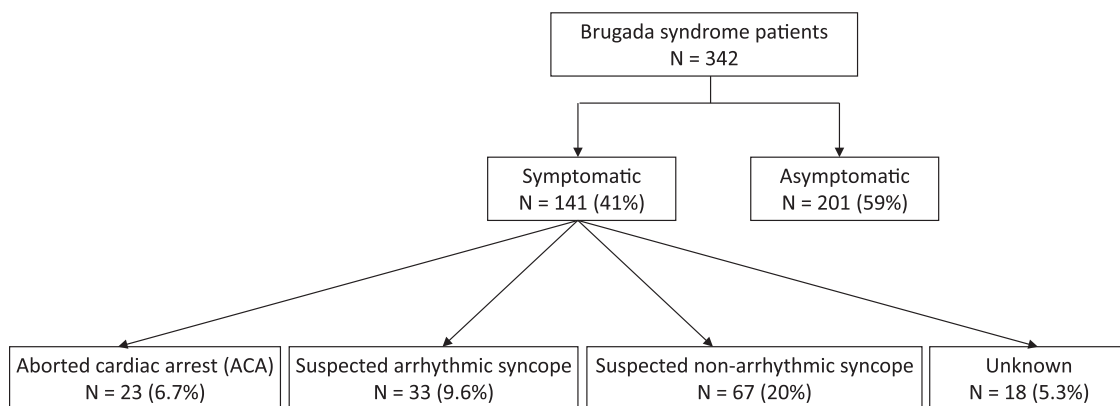 Brugada syndrome patients
N = 342
Symptomatic
N = 141 (41%)
Asymptomatic
N = 201 (59%)
Aborted cardiac arrest (ACA)
N = 23 (6.7%)
Suspected arrhythmic syncope
N = 33 (9.6%)
Suspected non-arrhythmic syncope
N = 67 (20%)
Unknown
N = 18 (5.3%)